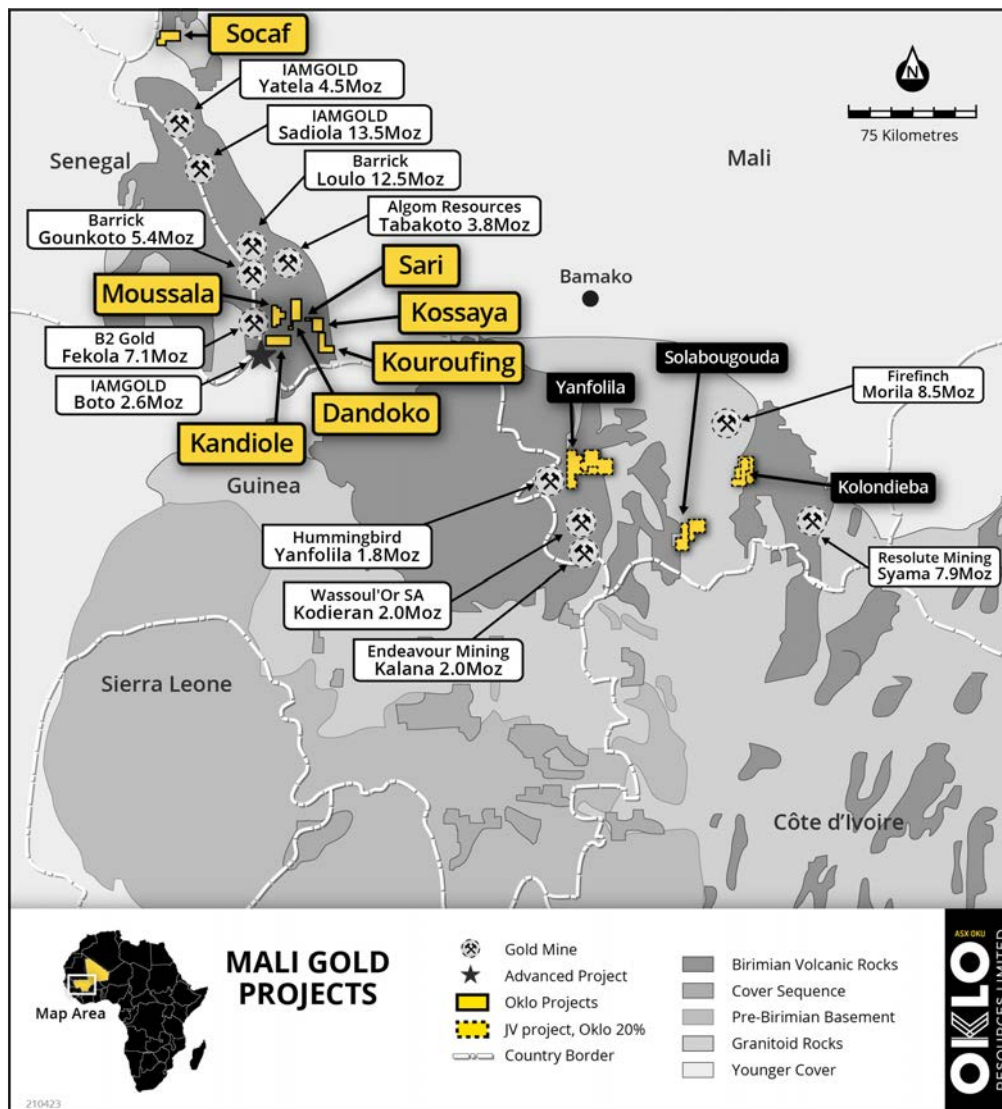 Socaf
IAMGOLD
Yatela 4.5Moz
IAMGOLD
Sadiola 13.5Moz
N
75 Kilometres
Senegal
Mali
Barrick
Loulo 12.5Moz
Algom Resources
Tabakoto 3.8Moz
Barrick
Gounkoto 5.4Moz
Sari
Moussala
Kossaya
Bamako
B2 Gold
Fekola 7.1Moz
Kouroufing
Solabougouda
IAMGOLD
Boto 2.6Moz
Yanfolila
Firefinch
Morila 8.5Moz
Dandoko
Kandiole
Guinea
Kolondieba
Hummingbird
Yanfolila 1.8Moz
Resolute Mining
Syama 7.9Moz
Wassoul'Or SA
Kodieran 2.0Moz
Endeavour Mining
Kalana 2.0Moz
Sierra Leone
Côte d'Ivoire
Map Area
MALI GOLD
PROJECTS
Gold Mine
Advanced Project
Oklo Projects
JV project, Oklo 20%
Country Border
Birimian Volcanic Rocks
Cover Sequence
Pre-Birimian Basement
Granitoid Rocks
Younger Cover
ASX OKU
OKLO
RESOURCES LIMITED
210423